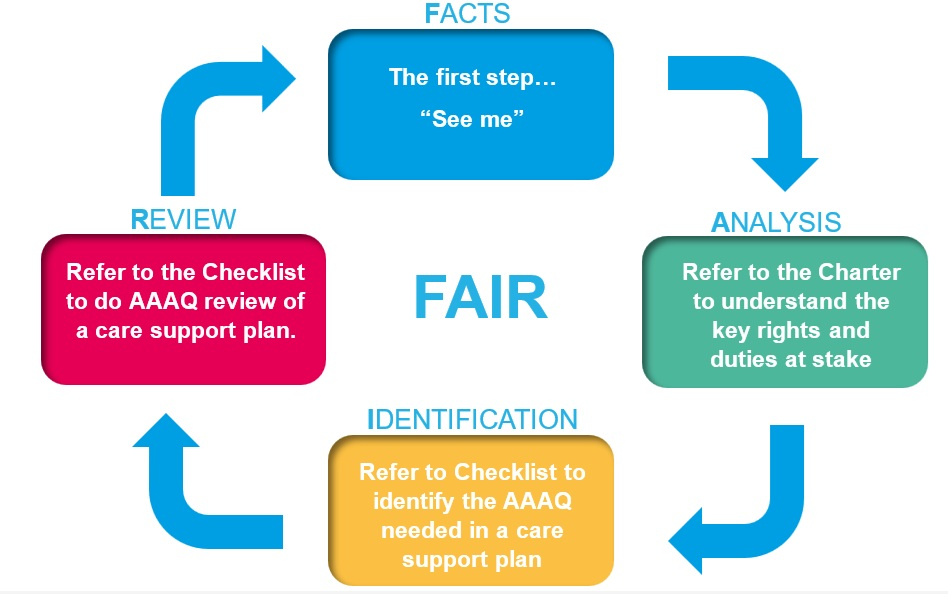 FACTS
The first step…
“See me”
ANALYSIS
Refer to the Charter
to understand the
key rights and
duties at stake
IDENTIFICATION
Refer to Checklist to
identify the AAAQ
needed in a care
support plan
REVIEW
Refer to the Checklist
to do AAAQ review of
a care support plan.
FAIR